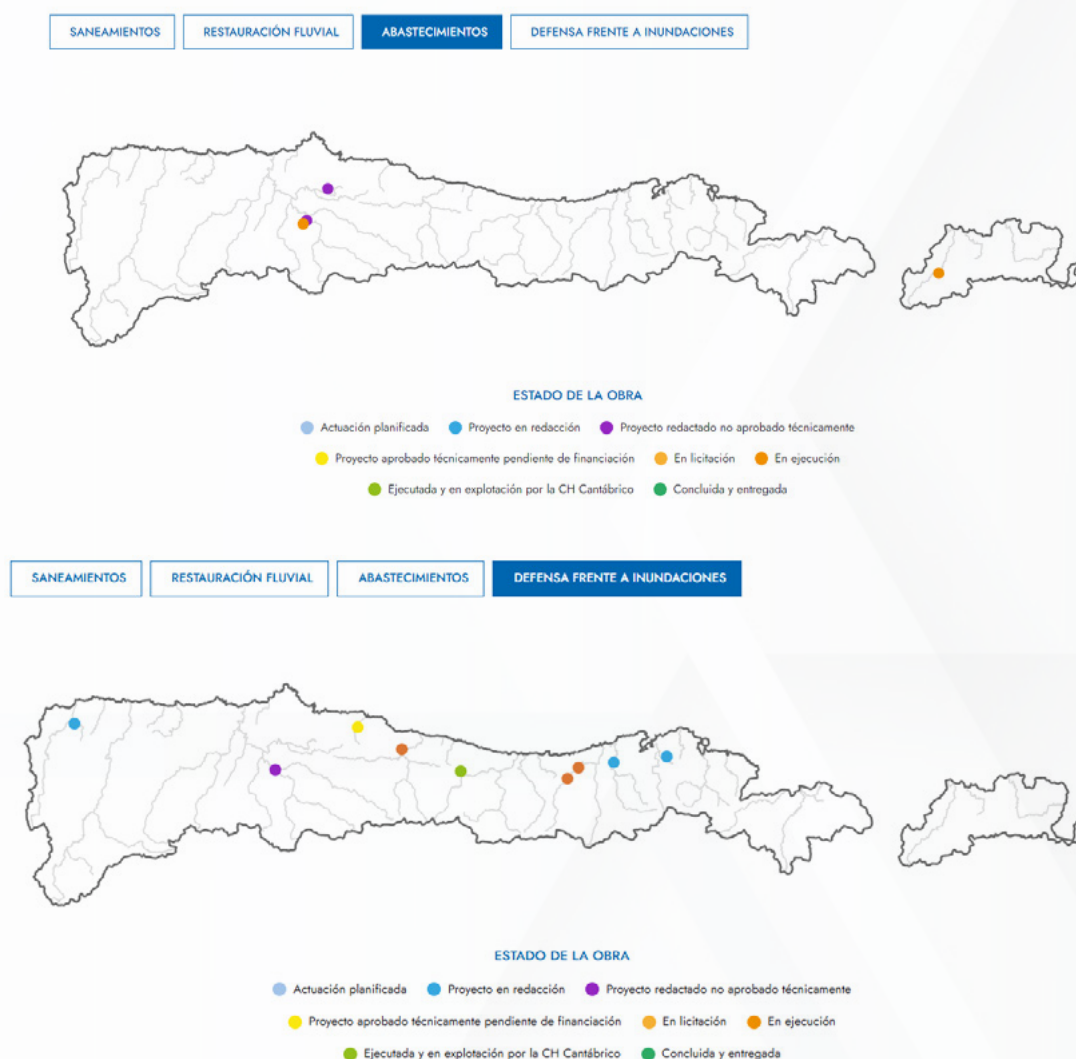 SANEAMIENTOS RESTAURACIÓN FLUVIAL ABASTECIMIENTOS DEFENSA FRENTE A INUNDACIONES
ESTADO DE LA OBRA
Actuación planificada Proyecto en redacción Proyecto redactado no aprobado técnicamente
Proyecto aprobado técnicamente pendiente de financiación En licitación En ejecución
Ejecutada y en explotación por la CH Cantábrico Concluida y entregada
SANEAMIENTOS RESTAURACIÓN FLUVIAL ABASTECIMIENTOS DEFENSA FRENTE A INUNDACIONES
ESTADO DE LA OBRA
Actuación planificada Proyecto en redacción Proyecto redactado no aprobado técnicamente
Proyecto aprobado técnicamente pendiente de financiación En licitación En ejecución
Ejecutada y en explotación por la CH Cantábrico Concluida y entregada